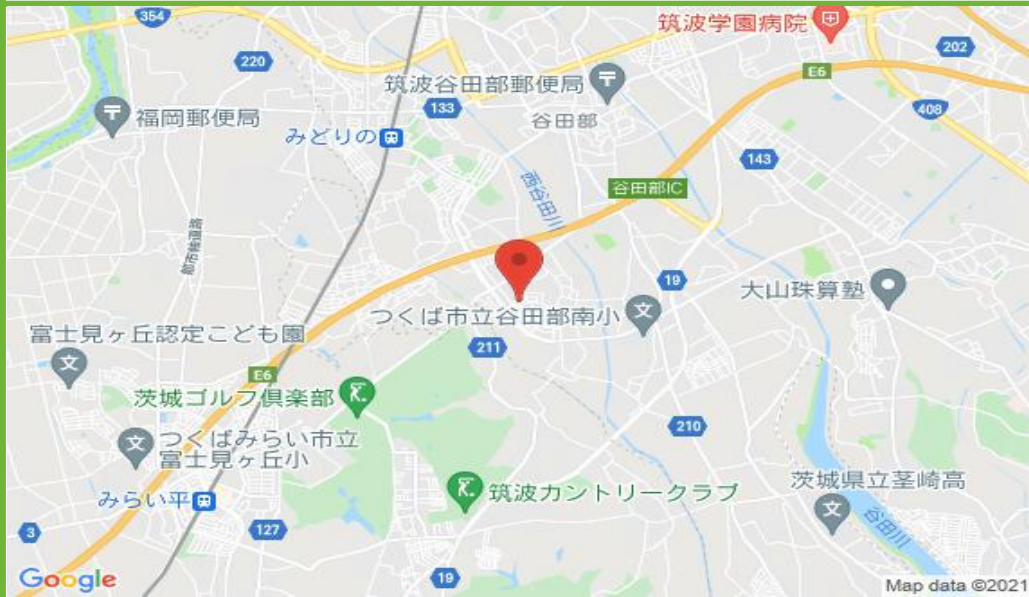 354
筑波学園病院
202
220
E6
筑波谷田部郵便局
133
福岡郵便局
谷田部
408
みどりの
143
西谷田川
谷田部IC
都市軸道路
19
大山珠算塾
つくば市立谷田部南小
富士見ヶ丘認定こども園
211
E6
茨城ゴルフ倶楽部
210
つくばみらい市立
富士見ヶ丘小
茨城県立茎崎高
みらい平
筑波カントリークラブ
谷田川
3
127
19
Google
Map data ©2021